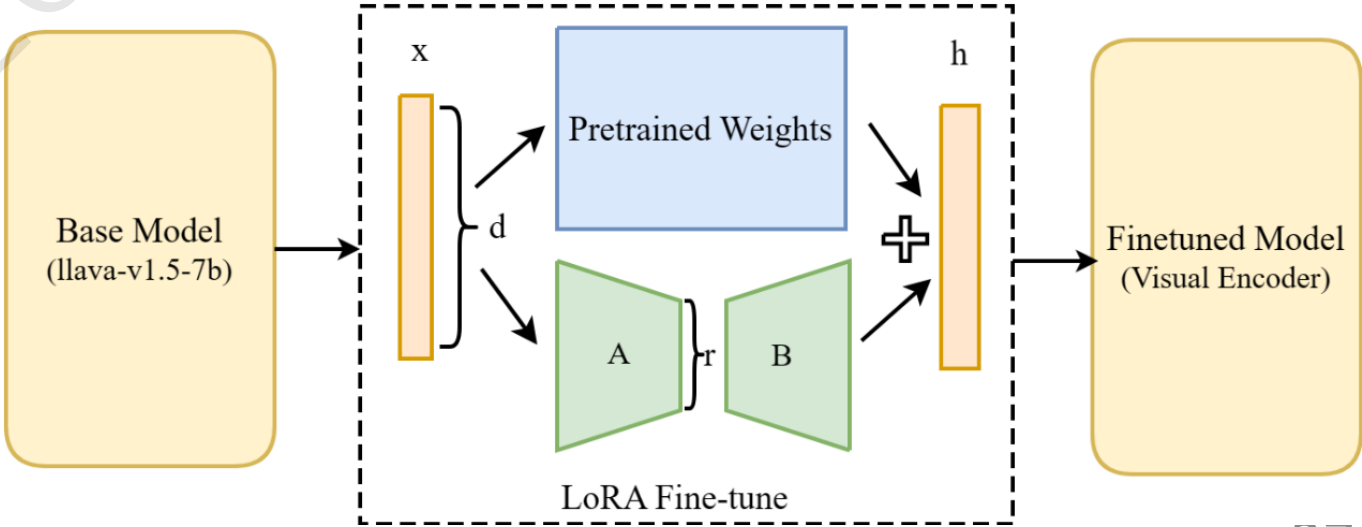 Base Model
(llava-v1.5-7b)
x
d
Pretrained Weights
A
r
B
h
LoRA Fine-tune
Finetuned Model
(Visual Encoder)